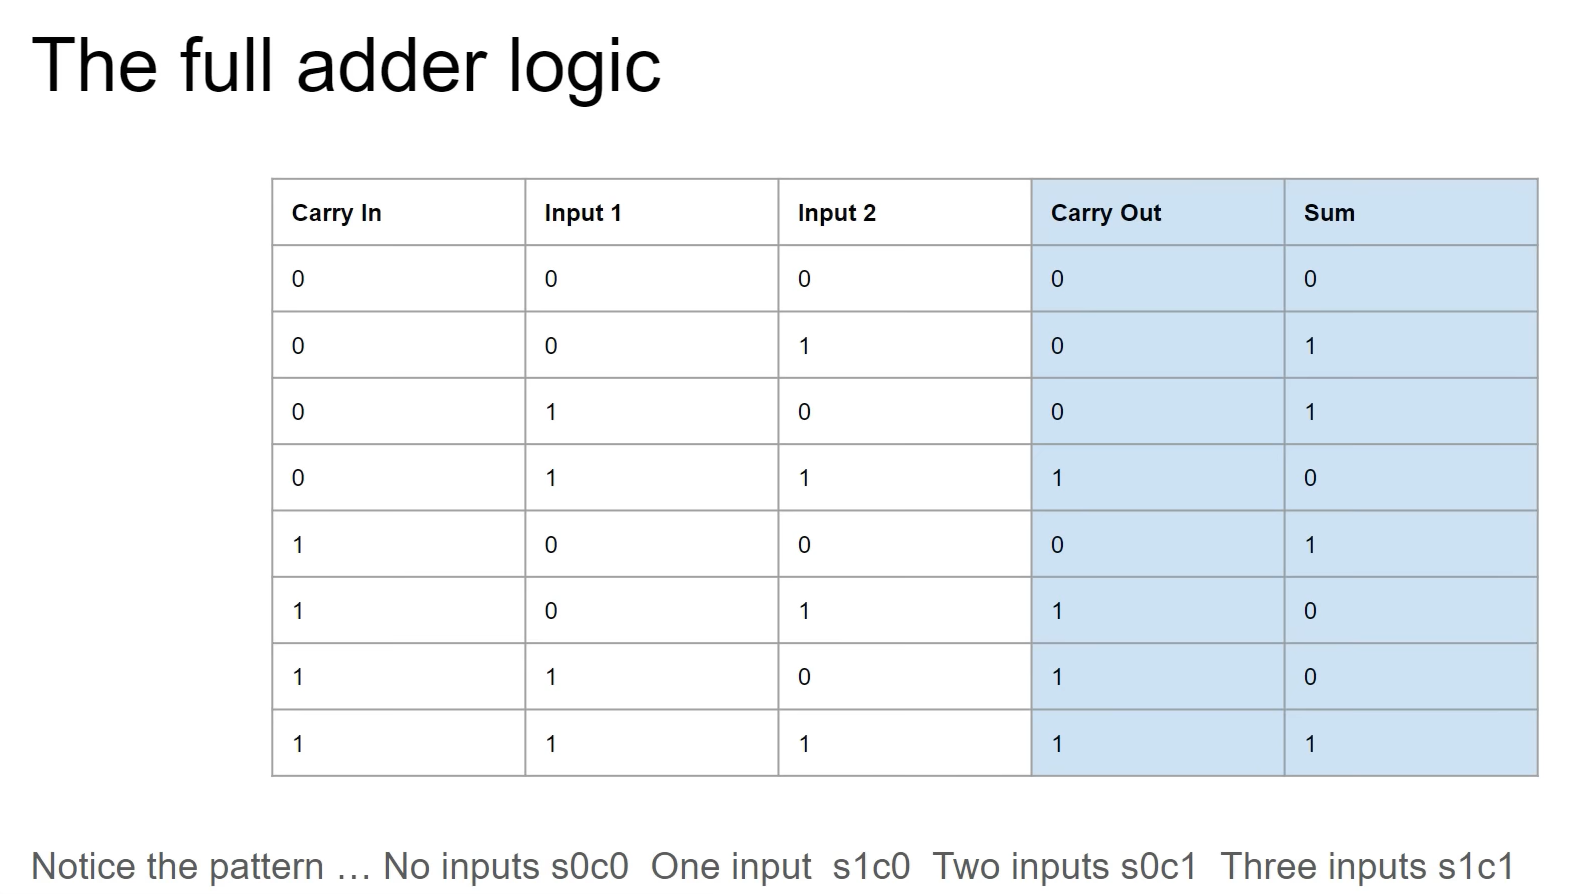 The full adder logic
Carry In Input 1 Input 2 Carry Out Sum
0 0 0 0 0
0 0 1 0 1
0 1 0 0 1
0 1 1 1 0
1 0 0 0 1
1 0 1 1 0
1 1 0 1 0
1 1 1 1 1
Notice the pattern … No inputs s0c0 One input s1c0 Two inputs s0c1 Three inputs s1c1